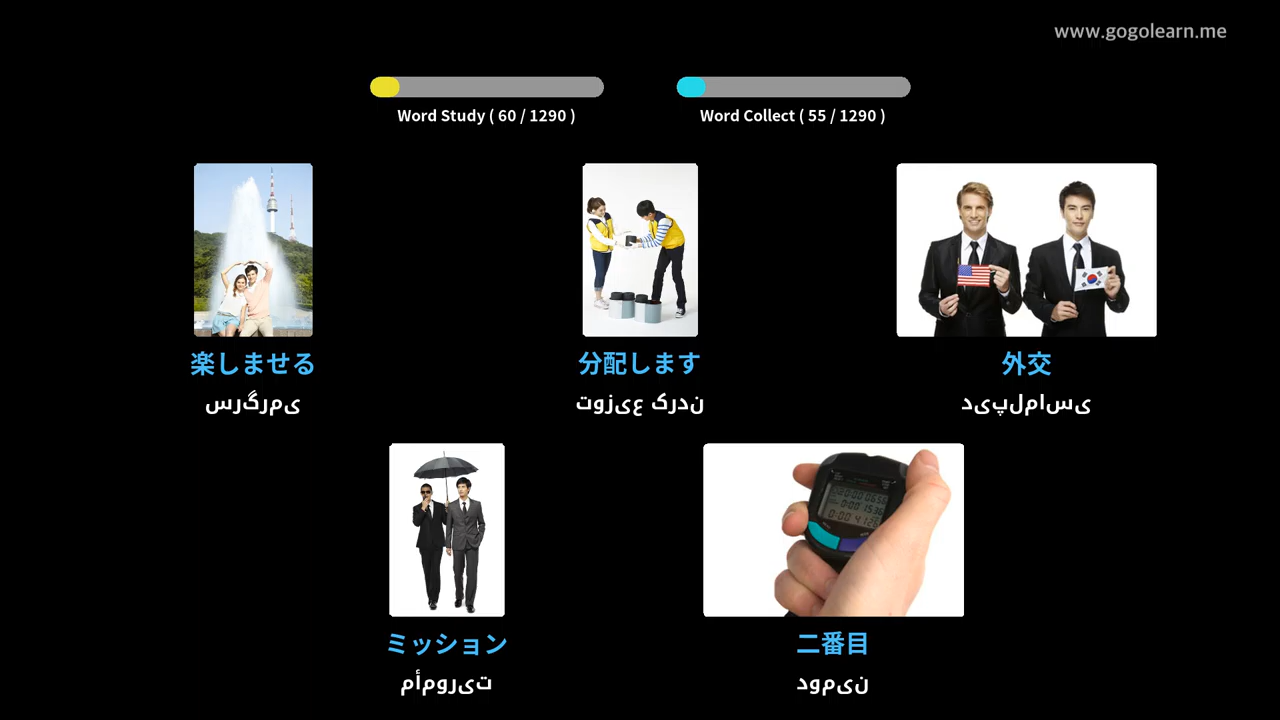 www.gogolearn.me
Word Study ( 60 / 1290 )
Word Collect ( 55 / 1290 )
楽しませる
سرگرمی
分配します
توزیع کردن
外交
دیپلماسی
ミッション
مأموریت
二番目
دومین